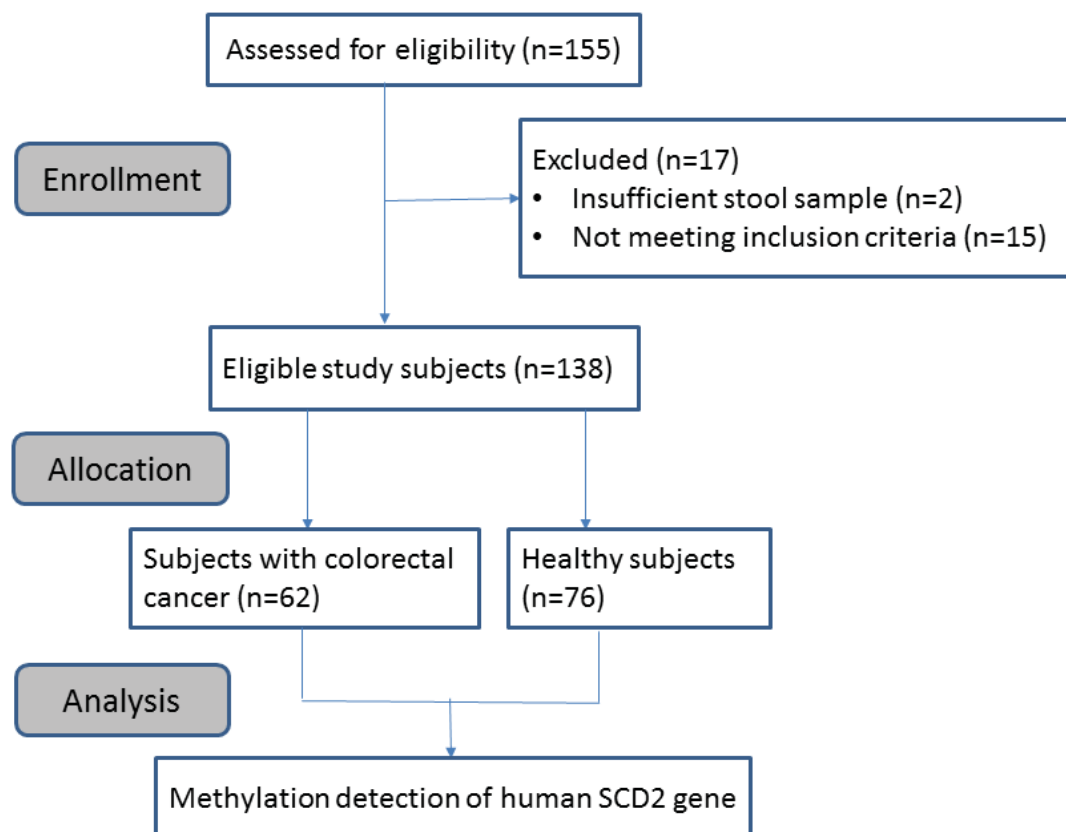 Assessed for eligibility (n=155)
Enrollment
Excluded (n=17)
• Insufficient stool sample (n=2)
• Not meeting inclusion criteria (n=15)
Eligible study subjects (n=138)
Allocation
Subjects with colorectal
cancer (n=62)
Healthy subjects
(n=76)
Analysis
Methylation detection of human SCD2 gene